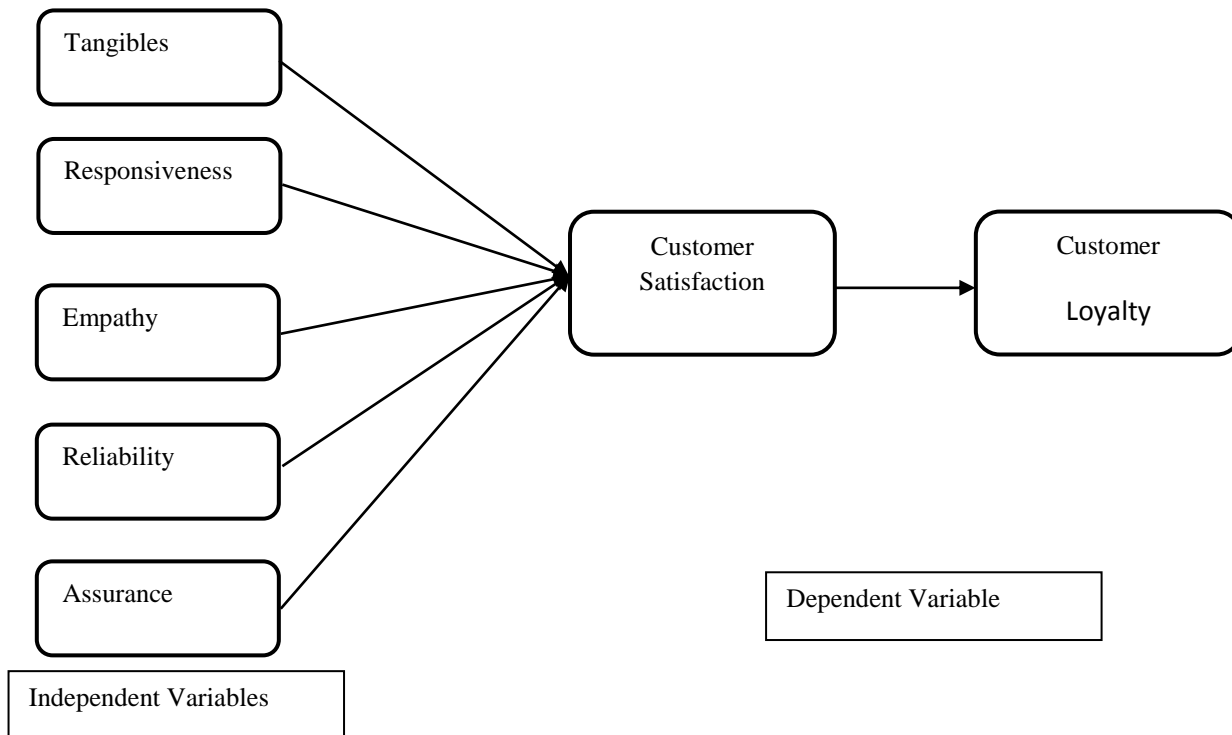 Tangibles
Responsiveness
Empathy
Reliability
Assurance
Independent Variables
Customer
Satisfaction
Customer
Loyalty
Dependent Variable